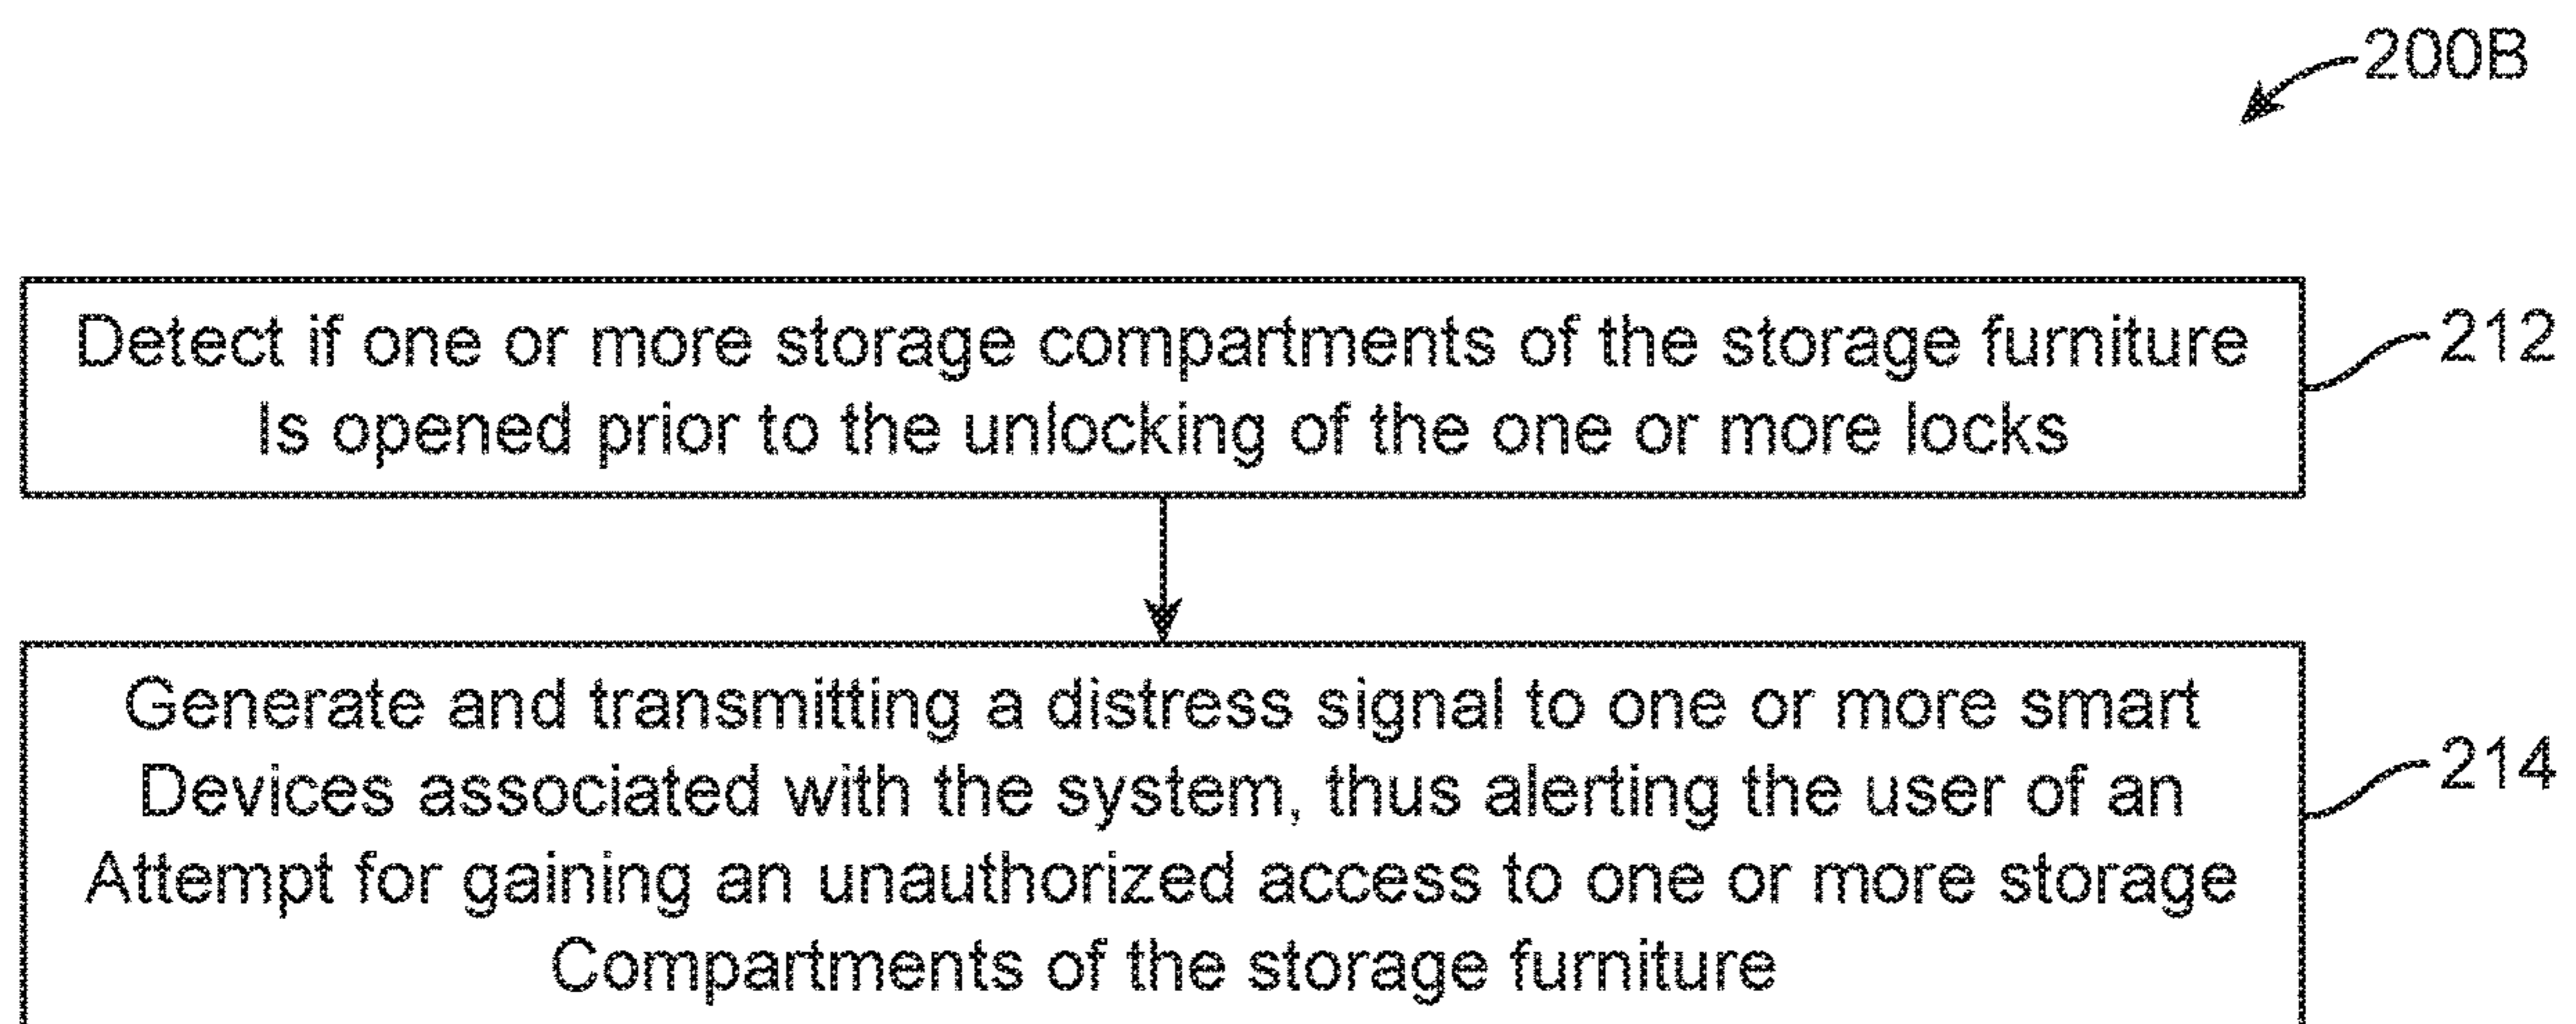 200B
Detect if one or more storage compartments of the storage furniture
Is opened prior to the unlocking of the one or more locks
212
Generate and transmitting a distress signal to one or more smart
Devices associated with the system, thus alerting the user of an
Attempt for gaining an unauthorized access to one or more storage
Compartments of the storage furniture
214